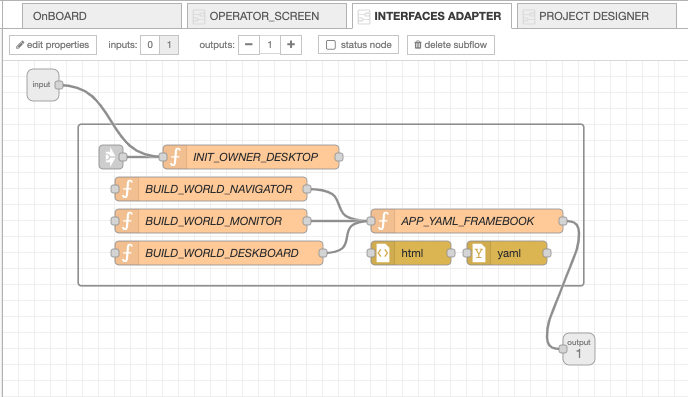 OnBOARD
OPERATOR_SCREEN
INTERFACES ADAPTER
PROJECT DESIGNER
edit properties
inputs: 0 1
outputs: 1
status node
delete subflow
input
INIT_OWNER_DESKTOP
BUILD_WORLD_NAVIGATOR
BUILD_WORLD_MONITOR
APP_YAML_FRAMEBOOK
BUILD_WORLD_DESKBOARD
html
yaml
output
1